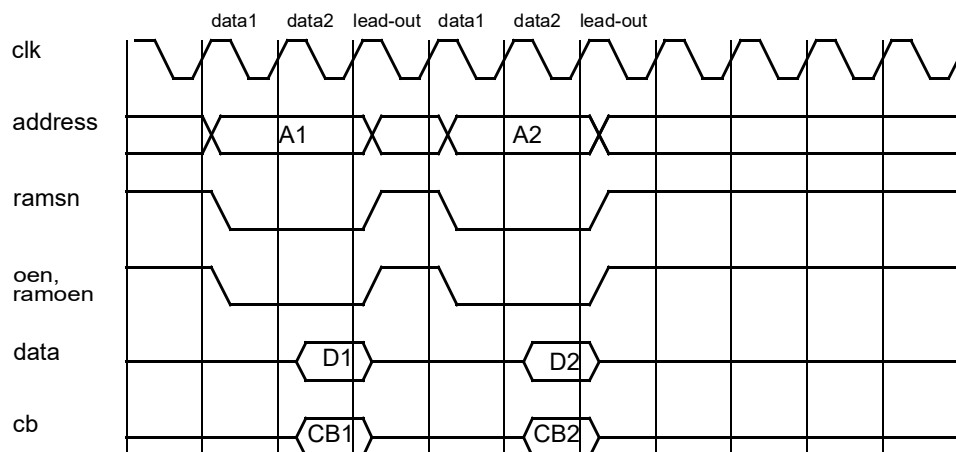 data1 data2 lead-out data1 data2 lead-out
clk
address A1 A2
ramsn
oen,
ramoen
data D1 D2
cb CB1 CB2